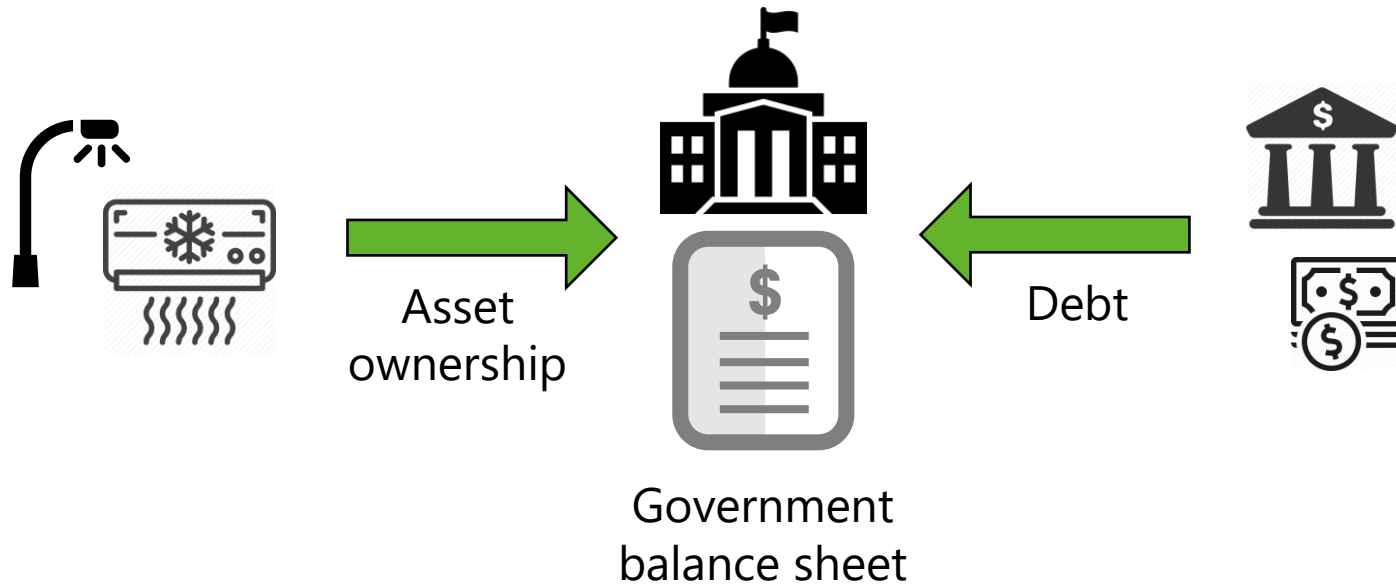 Asset
ownership
$
Government
balance sheet
Debt
$
$
$